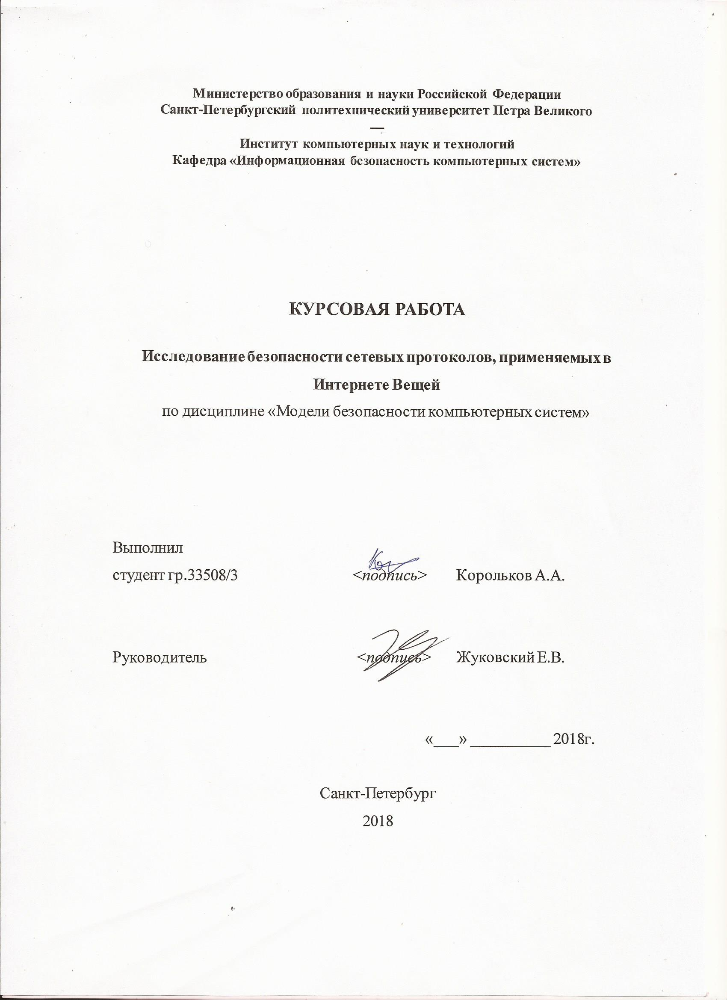 Министерство образования и науки Российской Федерации
Санкт-Петербургский политехнический университет Петра Великого
—
Институт компьютерных наук и технологий
Кафедра «Информационная безопасность компьютерных систем»
КУРСОВАЯ РАБОТА
Исследование безопасности сетевых протоколов, применяемых в
Интернете Вещей
по дисциплине «Модели безопасности компьютерных систем»
Выполнил
студент гр.33508/3 <подпись> Корольков А.А.
Руководитель <подпись> Жуковский Е.В.
«___» __________ 2018г.
Санкт-Петербург
2018